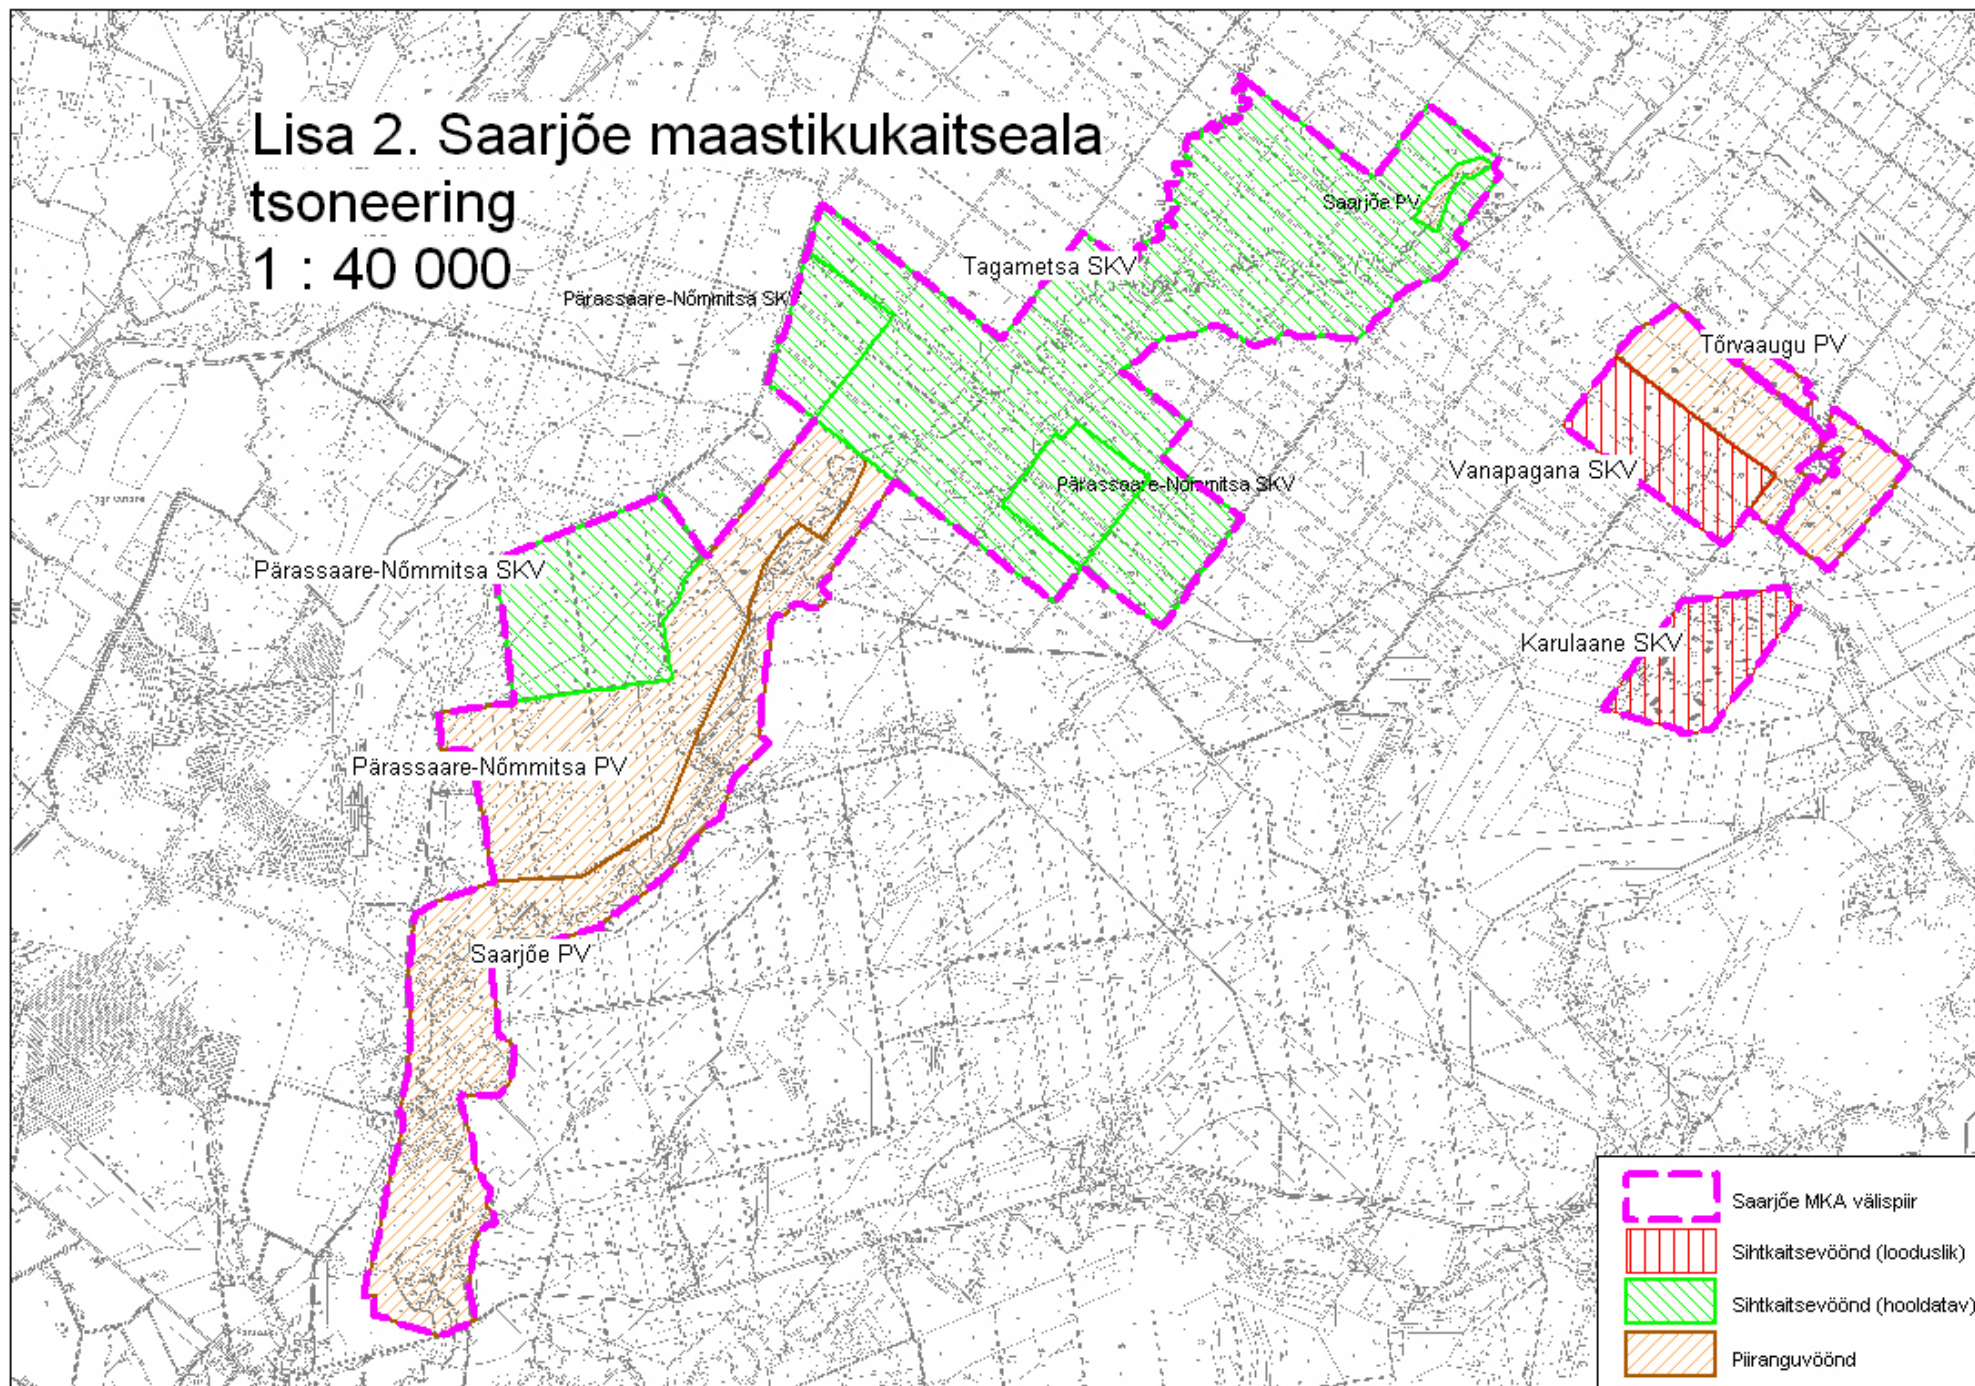 Lisa 2. Saarjõe maastikukaitseala
tsoneering
1 : 40 000
Saarjõe PV
Tagametsa SKV
Pärassaare-Nõmmitsa SKV
Tõrvaaugu PV
Vanapagana SKV
Pärassaare-Nõmmitsa SKV
Pärassaare-Nõmmitsa SKV
Karulaane SKV
Pärassaare-Nõmmitsa PV
Saarjõe PV
Saarjõe MKA välispiir
Sihtkaitsevöönd (looduslik)
Sihtkaitsevöönd (hooldatav)
Piiranguvöönd